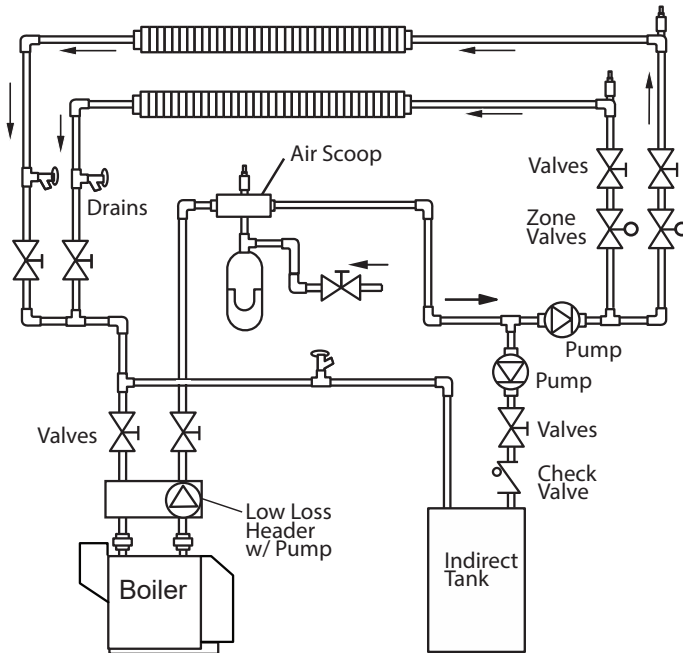 Air Scoop
Valves
Drains
Zone
Valves
Pump
Pump
Valves
Valves
Check
Valve
Low Loss
Header
w/ Pump
Indirect
Tank
Boiler